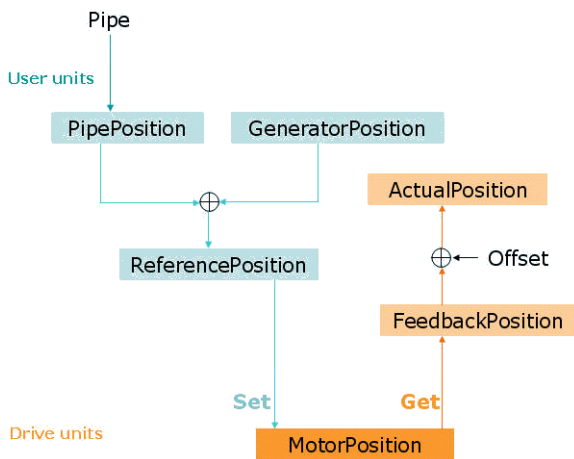 Pipe
User units
PipePosition
GeneratorPosition
ActualPosition
ReferencePosition
Offset
FeedbackPosition
Set
Get
Drive units
MotorPosition